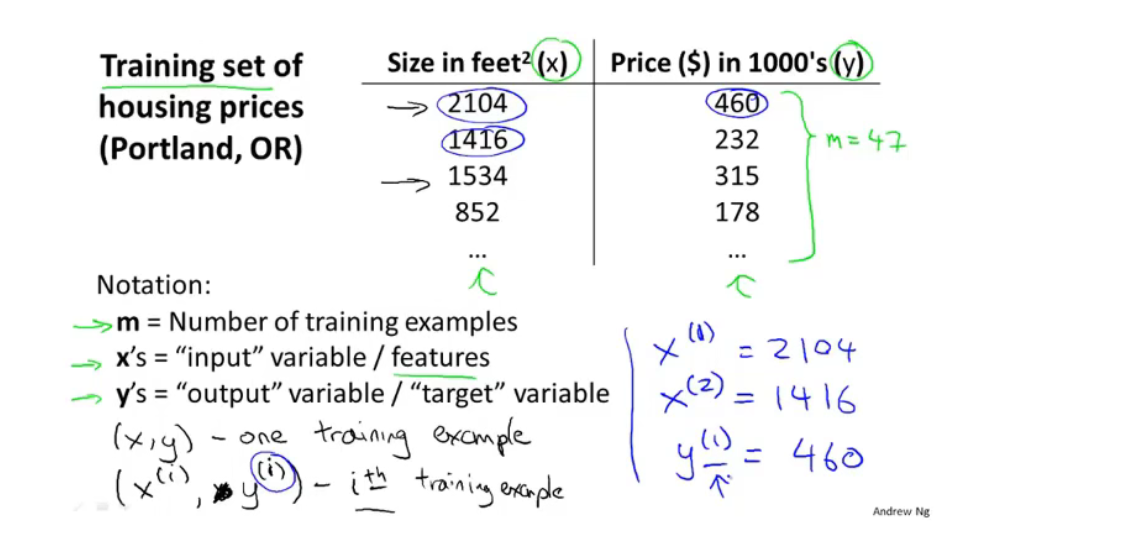 Training set of
housing prices
(Portland, OR)
Size in feet² (x) Price ($) in 1000's (y)
2104 460
1416 232
1534 315
852 178
... ...
m = 47
Notation:
m = Number of training examples
x's = “input” variable / features
y's = “output” variable / “target” variable
(x, y) - one training example
(x^(i), y^(i)) - i^th training example
x^(1) = 2104
x^(2) = 1416
y^(1) = 460
Andrew Ng